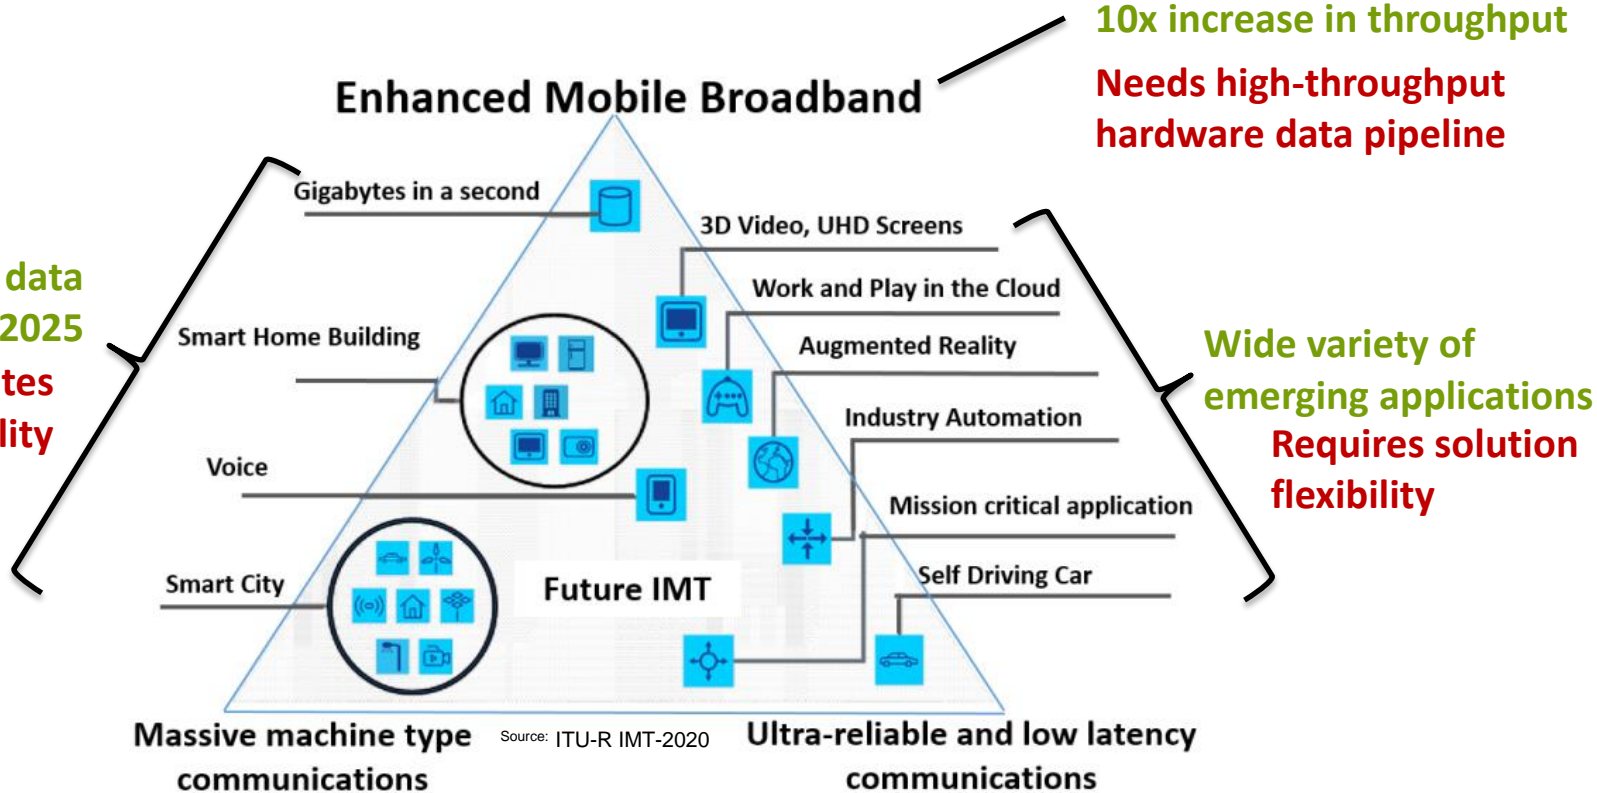 10x increase in throughput
Needs high-throughput
hardware data pipeline
Enhanced Mobile Broadband
Gigabytes in a second
3D Video, UHD Screens
data
2025
Work and Play in the Cloud
Smart Home Building
Augmented Reality
Wide variety of
emerging applications
Requires solution
flexibility
Industry Automation
Voice
Mission critical application
Smart City
Future IMT
Self Driving Car
Massive machine type
communications
Source: ITU-R IMT-2020
Ultra-reliable and low latency
communications